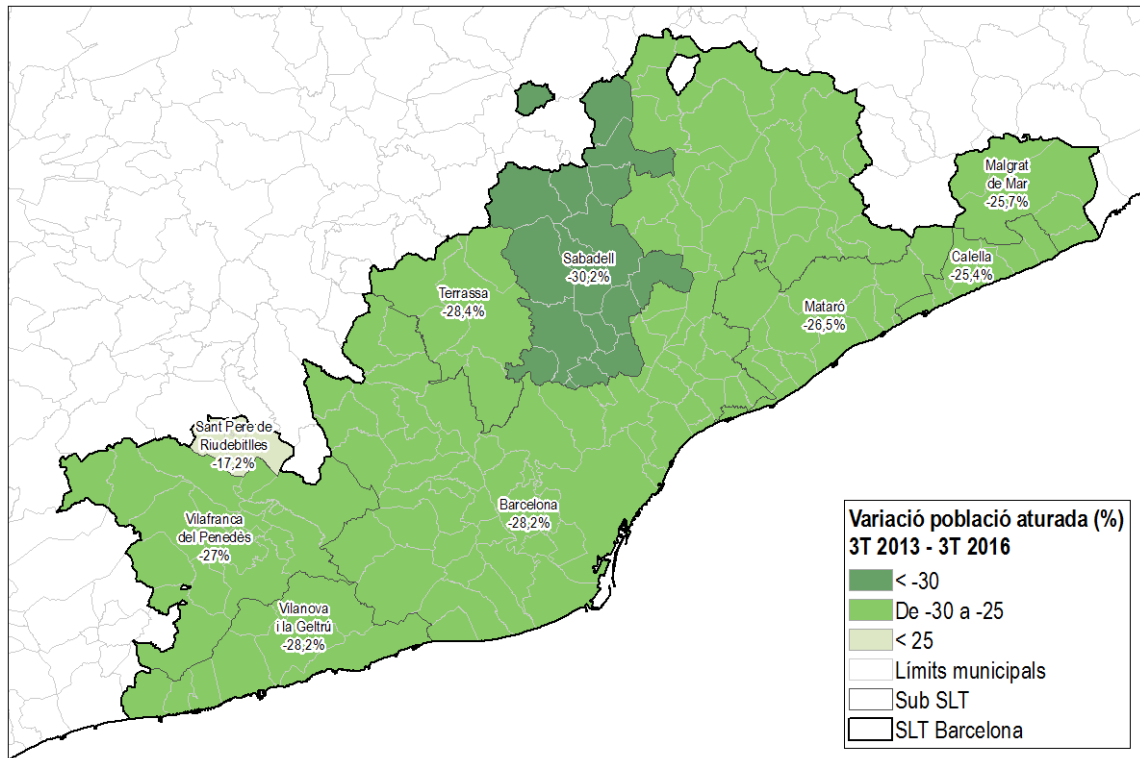 Malgrat
de Mar
-25,7%
Calella
-25,4%
Sabadell
-30,2%
Terrassa
-28,4%
Mataró
-26,5%
Sant Pere de
Riudebitlles
-17,2%
Vilafranca
del Penedès
-27%
Barcelona
-28,2%
Vilanova
i la Geltrú
-28,2%
Variació població aturada (%)
3T 2013 - 3T 2016
< -30
De -30 a -25
< 25
Límits municipals
Sub SLT
SLT Barcelona